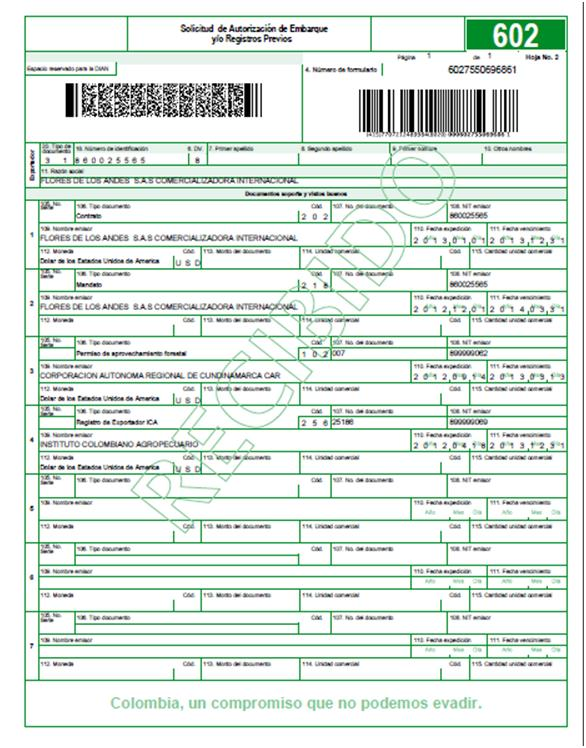 Solicitud de Autorización de Embarque
y/o Registros Previos
602
Página 1 de 1 Hoja No. 2
Espacio reservado para la DIAN
4. Número de formulario 6027550696861
Exportador
20. Tipo de documento 18. Número de identificación 6. DV. 7. Primer apellido 8. Segundo apellido 9. Primer nombre 10. Otros nombres
3 1 8 6 0 0 2 5 5 6 5 8
11. Razón social
FLORES DE LOS ANDES S.A.S COMERCIALIZADORA INTERNACIONAL
Documentos soporte y vistos buenos
105. No. Serie 106. Tipo documento Cód. 107. No. del documento 108. NIT emisor
Contrato 2 0 2 860025565
1
109. Nombre emisor 110. Fecha expedición 111. Fecha vencimiento
FLORES DE LOS ANDES S.A.S COMERCIALIZADORA INTERNACIONAL 2 0 1 3 0 1 0 1 2 0 1 3 1 2 3 1
112. Moneda Cód. 113. Monto del documento 114. Unidad comercial Cód. 115. Cantidad unidad comercial
Dolar de los Estados Unidos de America U S D
105. No. Serie 106. Tipo documento Cód. 107. No. del documento 108. NIT emisor
Mandato 2 1 8 860025565
2
109. Nombre emisor 110. Fecha expedición 111. Fecha vencimiento
FLORES DE LOS ANDES S.A.S COMERCIALIZADORA INTERNACIONAL 2 0 1 2 1 2 0 1 2 0 1 4 0 3 3 1
112. Moneda Cód. 113. Monto del documento 114. Unidad comercial Cód. 115. Cantidad unidad comercial
105. No. Serie 106. Tipo documento Cód. 107. No. del documento 108. NIT emisor
Permiso de aprovechamiento forestal 1 0 2 007 899999062
3
109. Nombre emisor 110. Fecha expedición 111. Fecha vencimiento
CORPORACION AUTONOMA REGIONAL DE CUNDINAMARCA CAR 2 0 1 2 0 9 1 4 2 0 1 3 0 3 1 3
112. Moneda Cód. 113. Monto del documento 114. Unidad comercial Cód. 115. Cantidad unidad comercial
Dolar de los Estados Unidos de America U S D
105. No. Serie 106. Tipo documento Cód. 107. No. del documento 108. NIT emisor
Registro de Exportador ICA 2 5 6 25186 899999069
4
109. Nombre emisor 110. Fecha expedición 111. Fecha vencimiento
INSTITUTO COLOMBIANO AGROPECUARIO 2 0 1 2 0 4 1 8 2 0 1 3 1 2 3 1
112. Moneda Cód. 113. Monto del documento 114. Unidad comercial Cód. 115. Cantidad unidad comercial
Dolar de los Estados Unidos de America U S D
105. No. Serie 106. Tipo documento Cód. 107. No. del documento 108. NIT emisor
5
109. Nombre emisor 110. Fecha expedición 111. Fecha vencimiento
Año Mes Día Año Mes Día
112. Moneda Cód. 113. Monto del documento 114. Unidad comercial Cód. 115. Cantidad unidad comercial
105. No. Serie 106. Tipo documento Cód. 107. No. del documento 108. NIT emisor
6
109. Nombre emisor 110. Fecha expedición 111. Fecha vencimiento
Año Mes Día Año Mes Día
112. Moneda Cód. 113. Monto del documento 114. Unidad comercial Cód. 115. Cantidad unidad comercial
105. No. Serie 106. Tipo documento Cód. 107. No. del documento 108. NIT emisor
7
109. Nombre emisor 110. Fecha expedición 111. Fecha vencimiento
Año Mes Día Año Mes Día
112. Moneda Cód. 113. Monto del documento 114. Unidad comercial Cód. 115. Cantidad unidad comercial
RECIBIDO
Colombia, un compromiso que no podemos evadir.